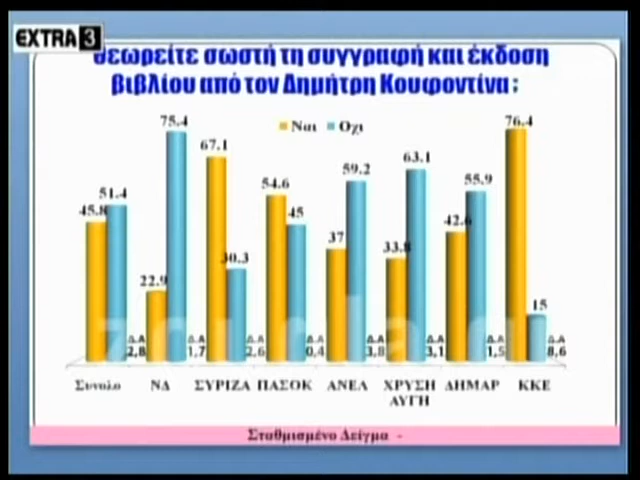 EXTRA 3
θεωρείτε σωστή τη συγγραφή και έκδοση
βιβλίου από τον Δημήτρη Κουφοντίνα ;
Ναι Οχι
45.8 51.4 22.9 75.4 67.1 30.3 54.6 45 37 59.2 33.8 63.1 42.6 55.9 76.4 15
Δ.Α Δ.Α Δ.Α Δ.Α Δ.Α Δ.Α Δ.Α Δ.Α
2,8 1,7 2,6 0,4 3,8 3,1 1,5 8,6
Συνολο ΝΔ ΣΥΡΙΖΑ ΠΑΣΟΚ ΑΝΕΛ ΧΡΥΣΗ ΔΗΜΑΡ ΚΚΕ
ΑΥΓΗ
Σταθμισμένο Δείγμα -